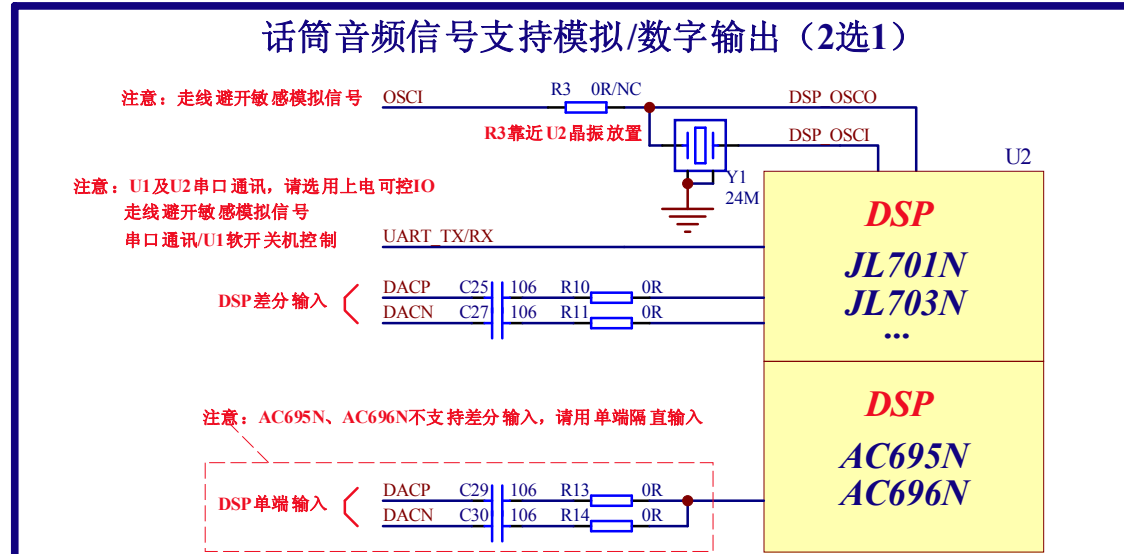 话筒音频信号支持模拟/数字输出（2选1）
注意：走线避开敏感模拟信号 OSCI R3 0R/NC DSP_OSCO
R3靠近U2晶振放置 DSP_OSCI
U2
Y1
24M
注意：U1及U2串口通讯，请选用上电可控IO
走线避开敏感模拟信号
串口通讯/U1软开关机控制 UART_TX/RX
DSP
JL701N
JL703N
...
DSP差分输入
DACP C25 106 R10 0R
DACN C27 106 R11 0R
注意：AC695N、AC696N不支持差分输入，请用单端隔直输入
DSP
AC695N
AC696N
DSP单端输入
DACP C29 106 R13 0R
DACN C30 106 R14 0R